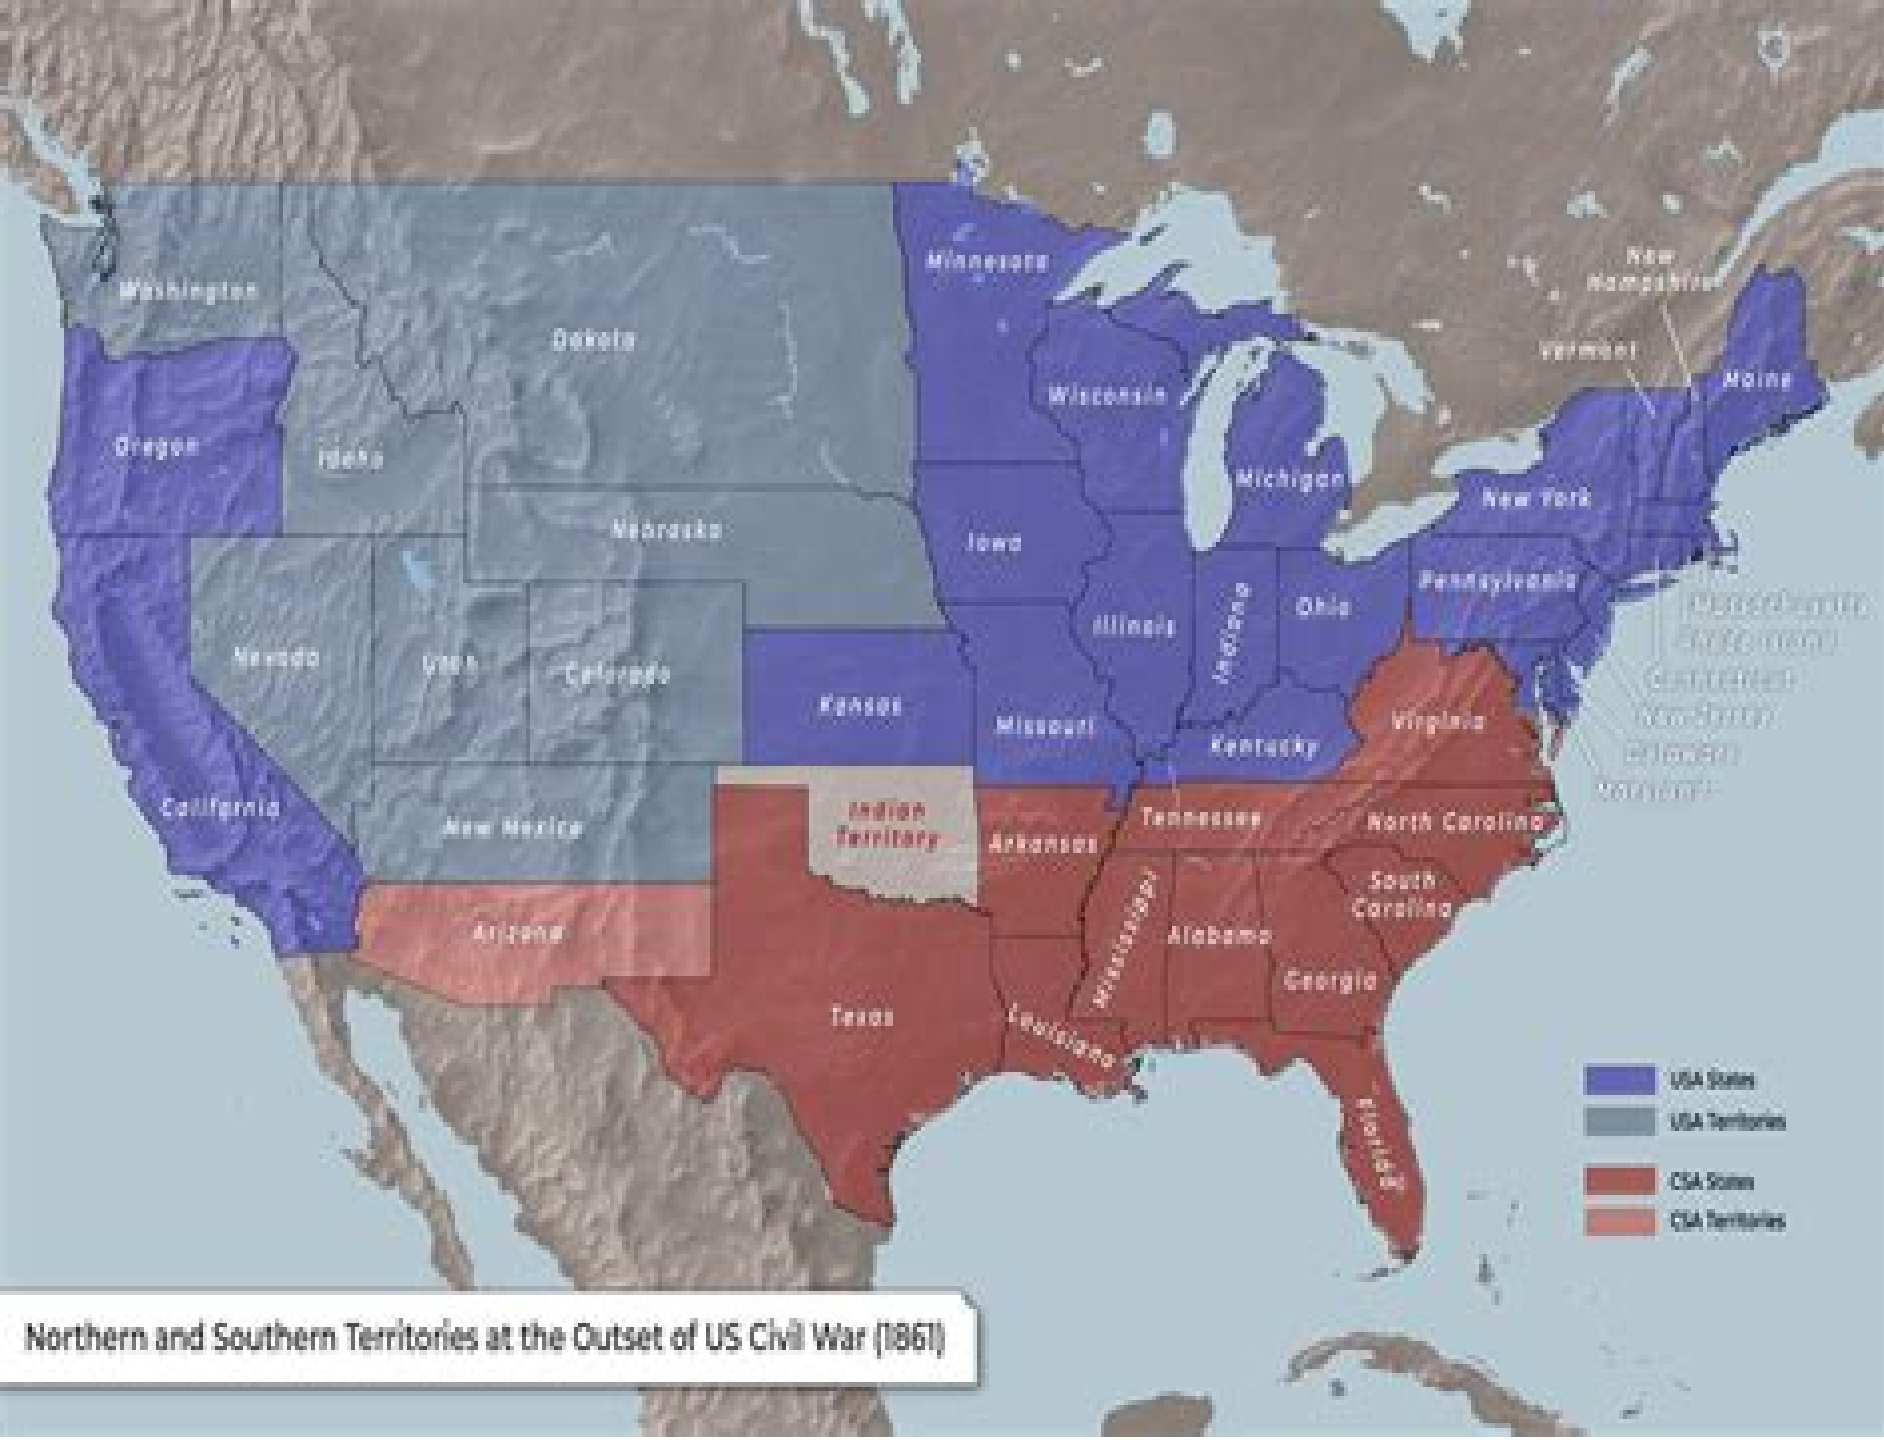 Washington
Dakota
Minnesota
New
Hampshire
Vermont
Maine
Oregon
Idaho
Wisconsin
Michigan
New York
Nebraska
Iowa
Pennsylvania
Nevada
Utah
Colorado
Kansas
Missouri
Illinois
Indiana
Ohio
Kentucky
Virginia
California
New Mexico
Indian
Territory
Arkansas
Tennessee
North Carolina
South
Carolina
Arizona
Texas
Louisiana
Mississippi
Alabama
Georgia
Florida
USA States
USA Territories
CSA States
CSA Territories
Northern and Southern Territories at the Outset of US Civil War (1861)